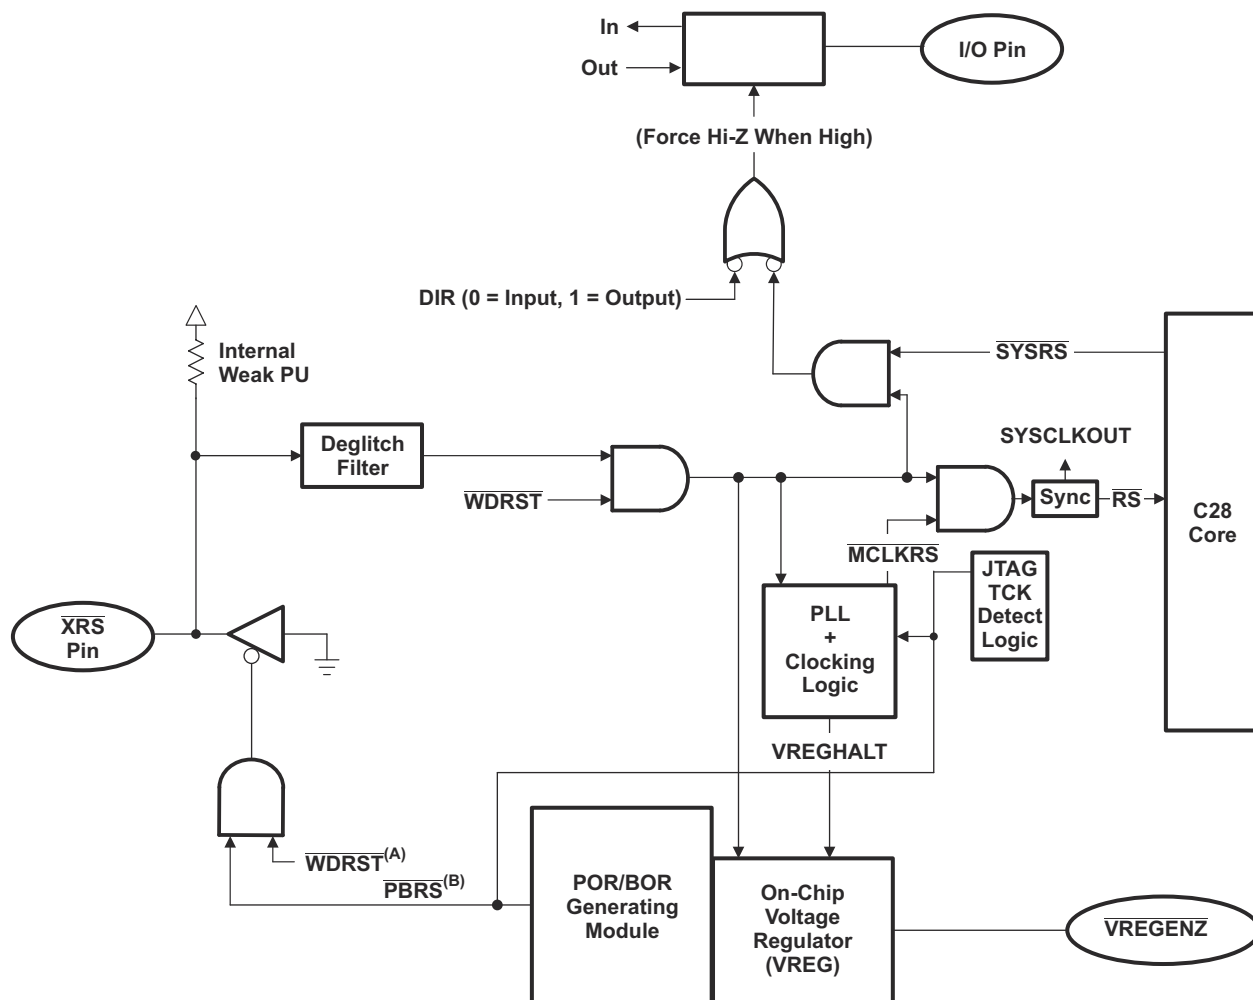 In
Out
I/O Pin
(Force Hi-Z When High)
DIR (0 = Input, 1 = Output)
Internal
Weak PU
SYSRS
Deglitch
Filter
WDRST
SYSCLKOUT
Sync
RS
C28
Core
MCLKRS
JTAG
TCK
Detect
Logic
PLL
+
Clocking
Logic
XRS
Pin
VREGHALT
WDRST(A)
PBRS(B)
POR/BOR
Generating
Module
On-Chip
Voltage
Regulator
(VREG)
VREGENZ